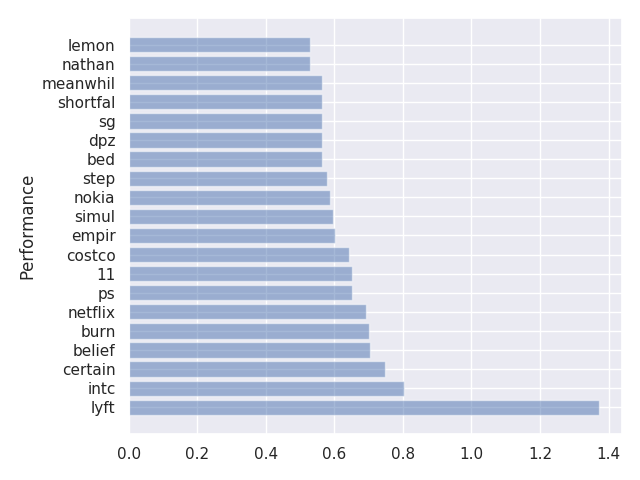 lemon
nathan
meanwhil
shortfal
sg
dpz
bed
step
nokia
simul
empir
costco
11
ps
netflix
burn
belief
certain
intc
lyft
Performance
0.0 0.2 0.4 0.6 0.8 1.0 1.2 1.4